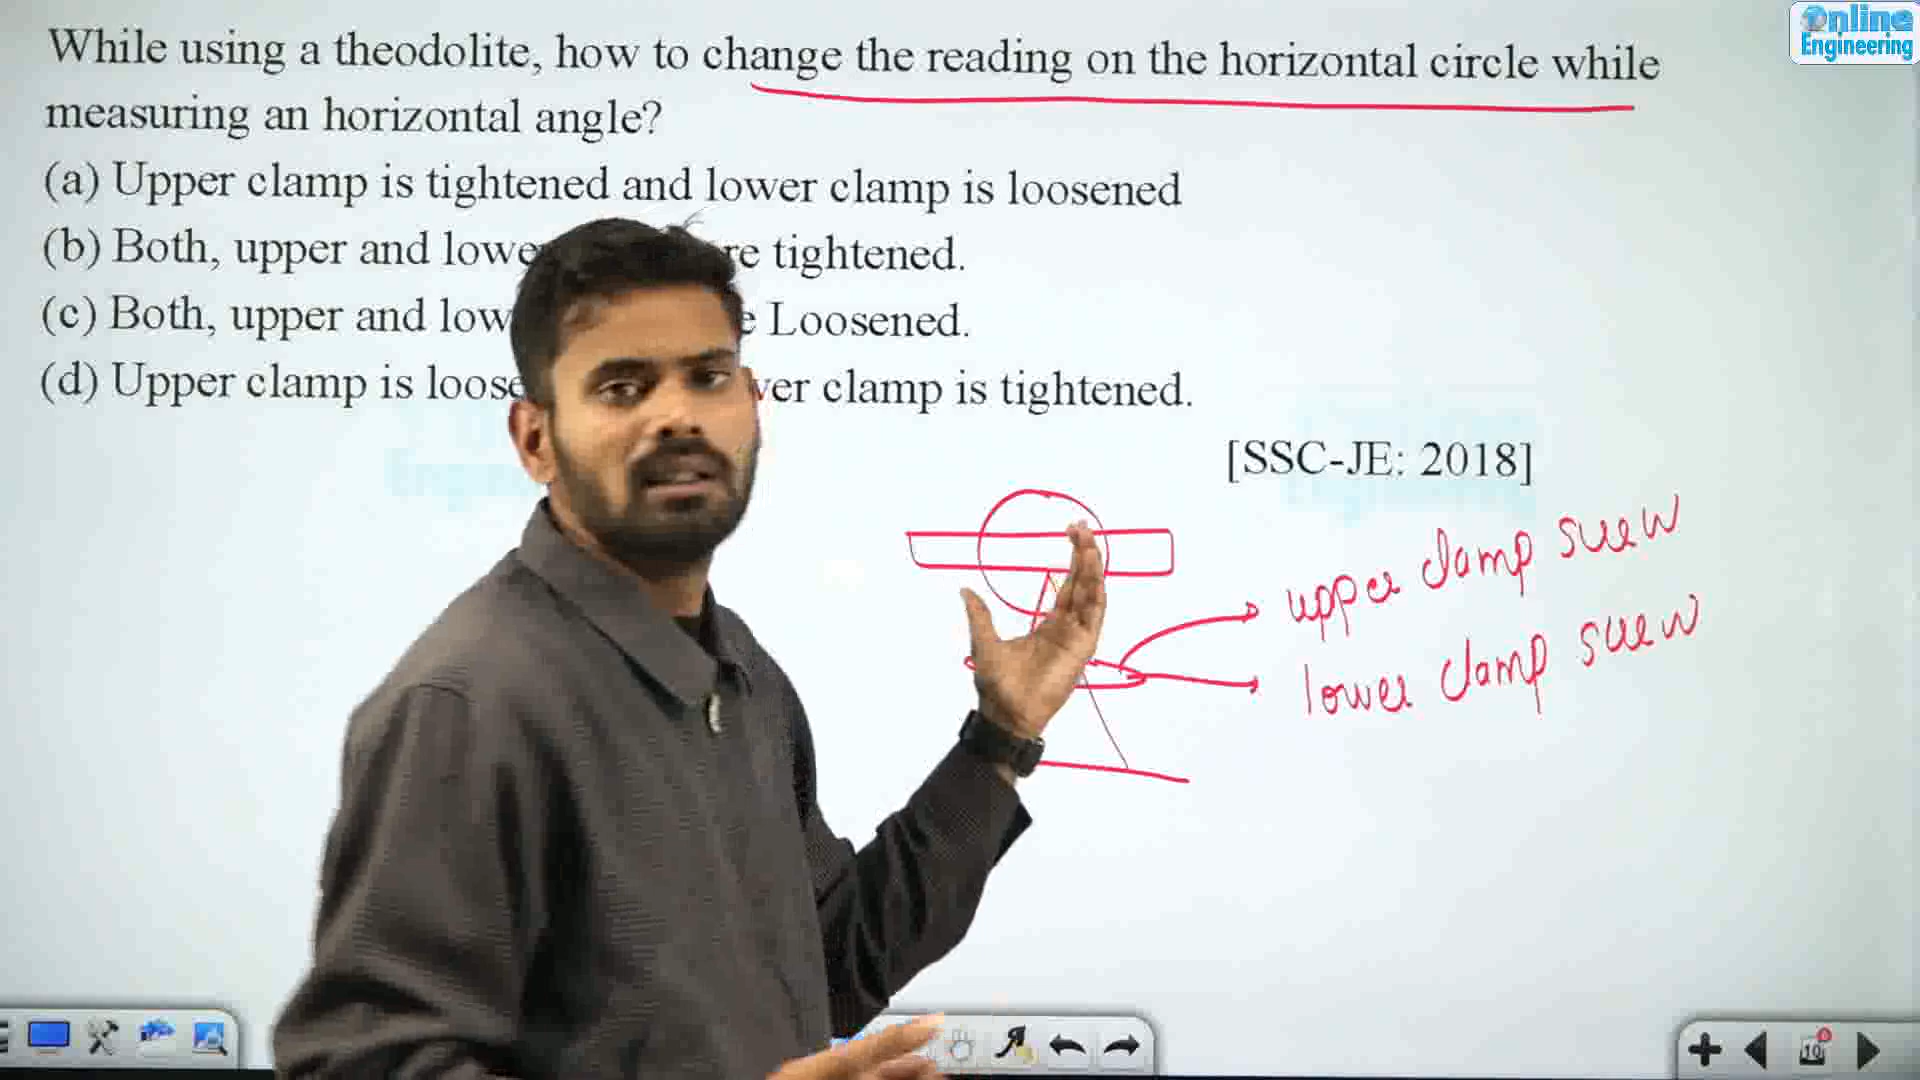 Online
Engineering
While using a theodolite, how to change the reading on the horizontal circle while
measuring an horizontal angle?
(a) Upper clamp is tightened and lower clamp is loosened
(b) Both, upper and lowe re tightened.
(c) Both, upper and low e Loosened.
(d) Upper clamp is loose ver clamp is tightened.
[SSC-JE: 2018]
upper clamp screw
lower clamp screw
10